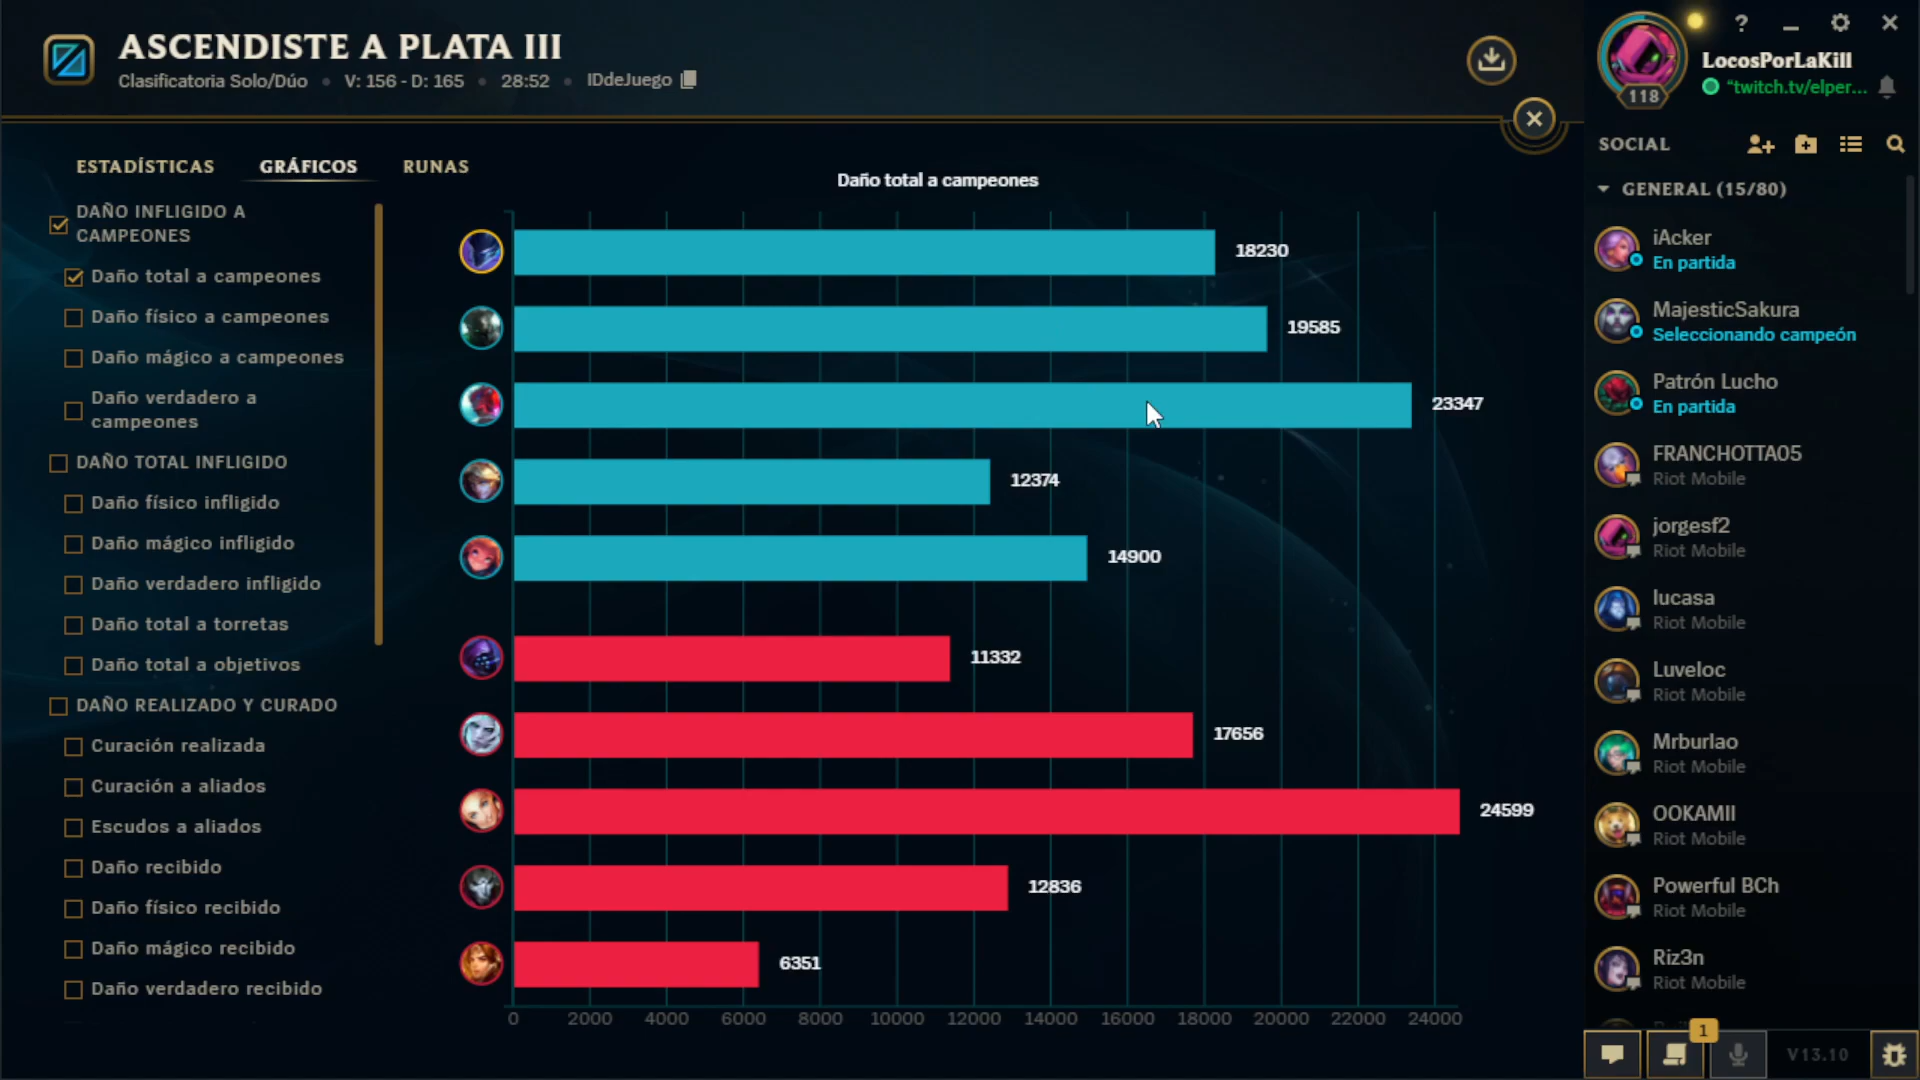 ASCENDISTE A PLATA III
Clasificatoria Solo/Dúo • V: 156 - D: 165 • 28:52 • IDdeJuego
ESTADÍSTICAS
GRÁFICOS
RUNAS
DAÑO INFLIGIDO A
CAMPEONES
Daño total a campeones
Daño físico a campeones
Daño mágico a campeones
Daño verdadero a
campeones
DAÑO TOTAL INFLIGIDO
Daño físico infligido
Daño mágico infligido
Daño verdadero infligido
Daño total a torretas
Daño total a objetivos
DAÑO REALIZADO Y CURADO
Curación realizada
Curación a aliados
Escudos a aliados
Daño recibido
Daño físico recibido
Daño mágico recibido
Daño verdadero recibido
Daño total a campeones
18230
19585
23347
12374
14900
11332
17656
24599
12836
6351
0 2000 4000 6000 8000 10000 12000 14000 16000 18000 20000 22000 24000
?
118
LocosPorLaKill
“twitch.tv/elper...
SOCIAL
GENERAL (15/80)
iAcker
En partida
MajesticSakura
Seleccionando campeón
Patrón Lucho
En partida
FRANCHOTTA05
Riot Mobile
jorgesf2
Riot Mobile
lucasa
Riot Mobile
Luveloc
Riot Mobile
Mrburlao
Riot Mobile
OOKAMII
Riot Mobile
Powerful BCh
Riot Mobile
Riz3n
Riot Mobile
1
V13.10